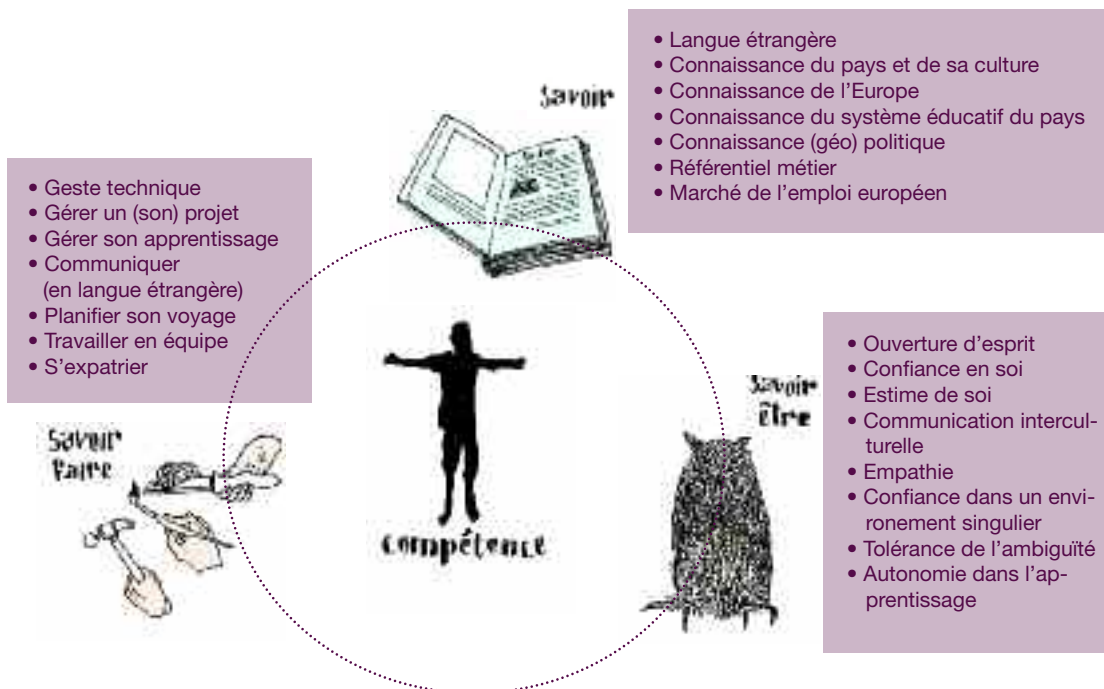 savoir
• Langue étrangère
• Connaissance du pays et de sa culture
• Connaissance de l'Europe
• Connaissance du système éducatif du pays
• Connaissance (géo) politique
• Référentiel métier
• Marché de l'emploi européen
• Geste technique
• Gérer un (son) projet
• Gérer son apprentissage
• Communiquer
(en langue étrangère)
• Planifier son voyage
• Travailler en équipe
• S'expatrier
savoir
faire
compétence
savoir
être
• Ouverture d'esprit
• Confiance en soi
• Estime de soi
• Communication intercul-
turelle
• Empathie
• Confiance dans un envi-
ronement singulier
• Tolérance de l'ambiguïté
• Autonomie dans l'ap-
prentissage